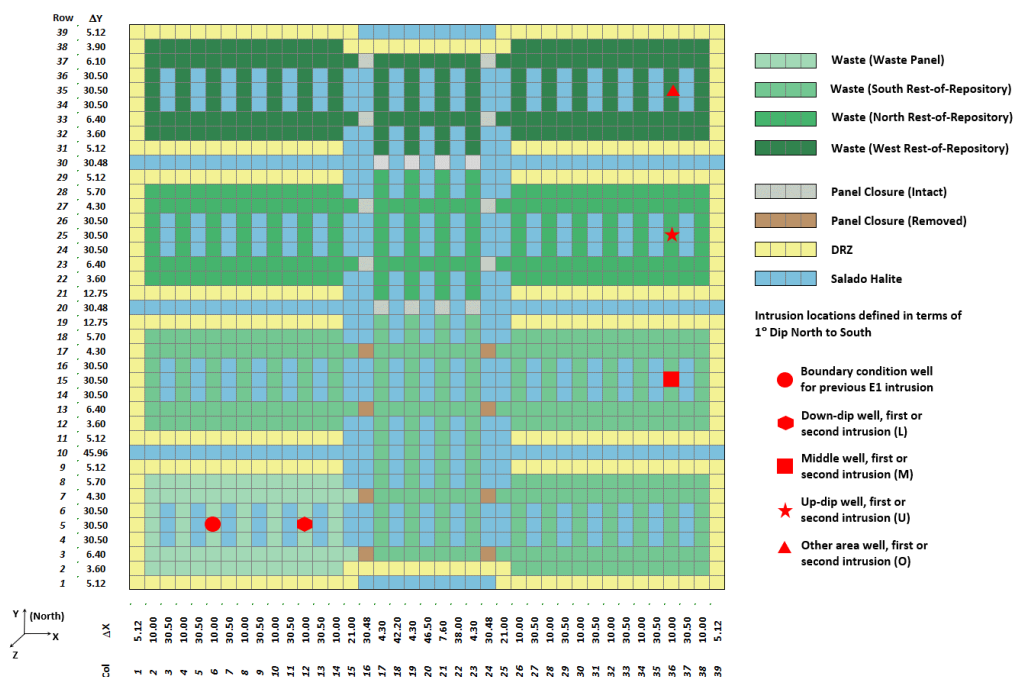 Row ΔY
39 5.12
38 3.90
37 6.10
36 30.50
35 30.50
34 30.50
33 6.40
32 3.60
31 5.12
30 30.48
29 5.12
28 5.70
27 4.30
26 30.50
25 30.50
24 30.50
23 6.40
22 3.60
21 12.75
20 30.48
19 12.75
18 5.70
17 4.30
16 30.50
15 30.50
14 30.50
13 6.40
12 3.60
11 5.12
10 45.96
9 5.12
8 5.70
7 4.30
6 30.50
5 30.50
4 30.50
3 6.40
2 3.60
1 5.12
Waste (Waste Panel)
Waste (South Rest-of-Repository)
Waste (North Rest-of-Repository)
Waste (West Rest-of-Repository)
Panel Closure (Intact)
Panel Closure (Removed)
DRZ
Salado Halite
Intrusion locations defined in terms of
1° Dip North to South
Boundary condition well
for previous E1 intrusion
Down-dip well, first or
second intrusion (L)
Middle well, first or
second intrusion (M)
Up-dip well, first or
second intrusion (U)
Other area well, first or
second intrusion (O)
Y (North)
X
Z
ΔX 5.12 10.00 30.50 10.00 30.50 10.00 30.50 10.00 30.50 10.00 30.50 10.00 30.50 10.00 21.00 30.48 4.30 42.20 4.30 46.50 7.60 38.00 4.30 30.48 21.00 10.00 30.50 10.00 30.50 10.00 30.50 10.00 30.50 10.00 30.50 10.00 30.50 10.00 5.12
Col 1 2 3 4 5 6 7 8 9 10 11 12 13 14 15 16 17 18 19 20 21 22 23 24 25 26 27 28 29 30 31 32 33 34 35 36 37 38 39